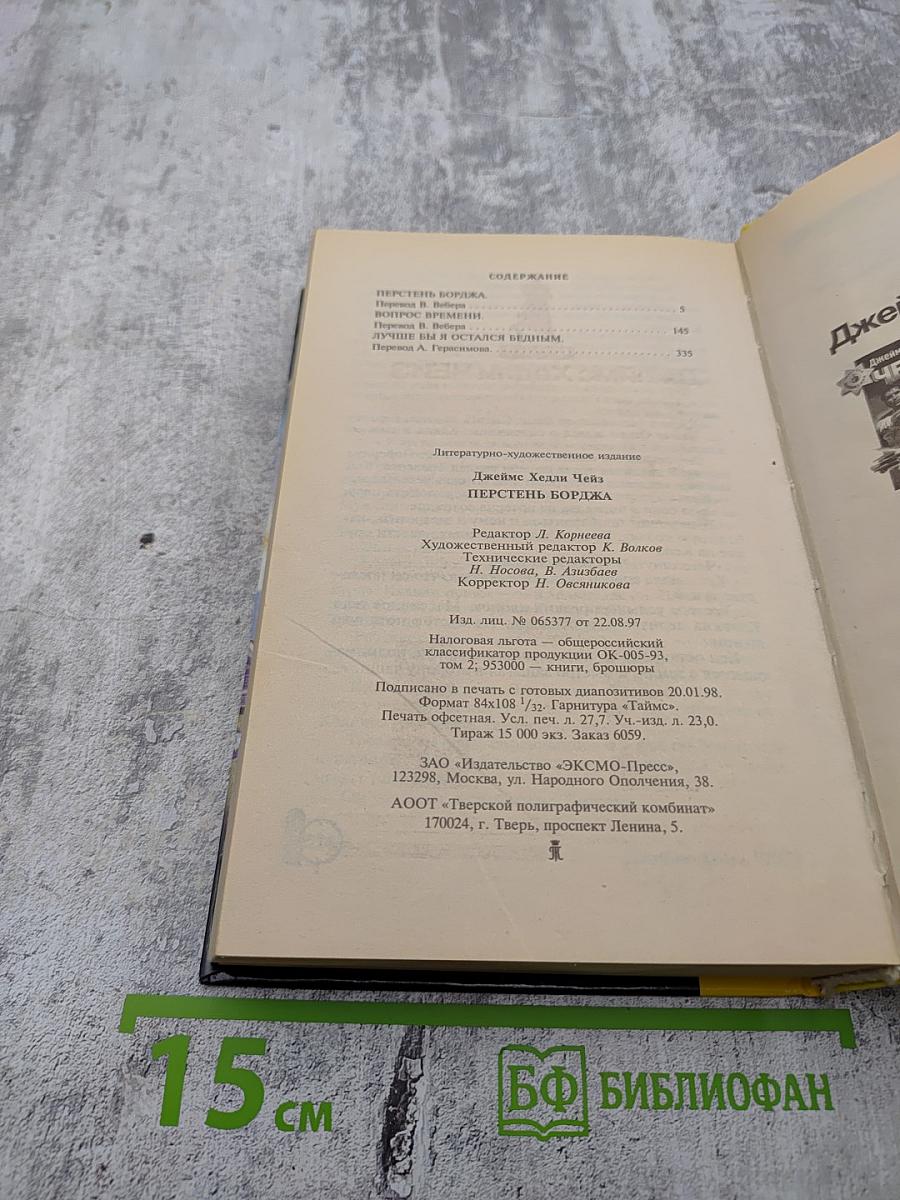 СОДЕРЖАНИЕ
ПЕРСТЕНЬ БОРДЖА.
Перевод В. Вебера . . . . . . . . . . . . . . . . . . . . . . . . . . 5
ВОПРОС ВРЕМЕНИ.
Перевод В. Вебера . . . . . . . . . . . . . . . . . . . . . . . . . . 145
ЛУЧШЕ БЫ Я ОСТАЛСЯ БЕДНЫМ.
Перевод А. Герасимова. . . . . . . . . . . . . . . . . . . . . . . 335
Литературно-художественное издание
Джеймс Хедли Чейз
ПЕРСТЕНЬ БОРДЖА
Редактор Л. Корнеева
Художественный редактор К. Волков
Технические редакторы
Н. Носова, В. Азизбаев
Корректор Н. Овсяникова
Изд. лиц. № 065377 от 22.08.97
Налоговая льгота — общероссийский
классификатор продукции ОК-005-93,
том 2; 953000 — книги, брошюры
Подписано в печать с готовых диапозитивов 20.01.98.
Формат 84x108 1/32. Гарнитура «Таймс».
Печать офсетная. Усл. печ. л. 27,7. Уч.-изд. л. 23,0.
Тираж 15 000 экз. Заказ 6059.
ЗАО «Издательство «ЭКСМО-Пресс»,
123298, Москва, ул. Народного Ополчения, 38.
АООТ «Тверской полиграфический комбинат»
170024, г. Тверь, проспект Ленина, 5.
15 см
БФ БИБЛИОФАН